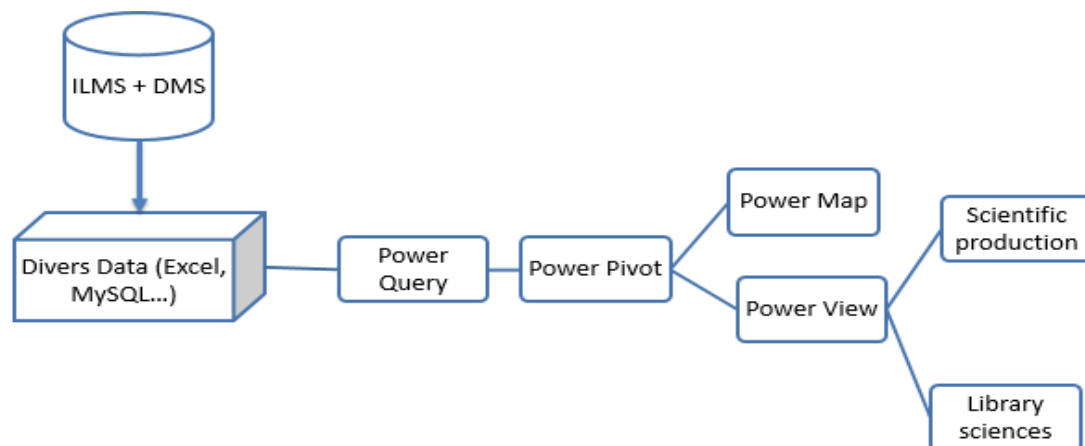 ILMS + DMS
Divers Data (Excel,
MySQL...)
Power
Query
Power Pivot
Power Map
Power View
Scientific
production
Library
sciences